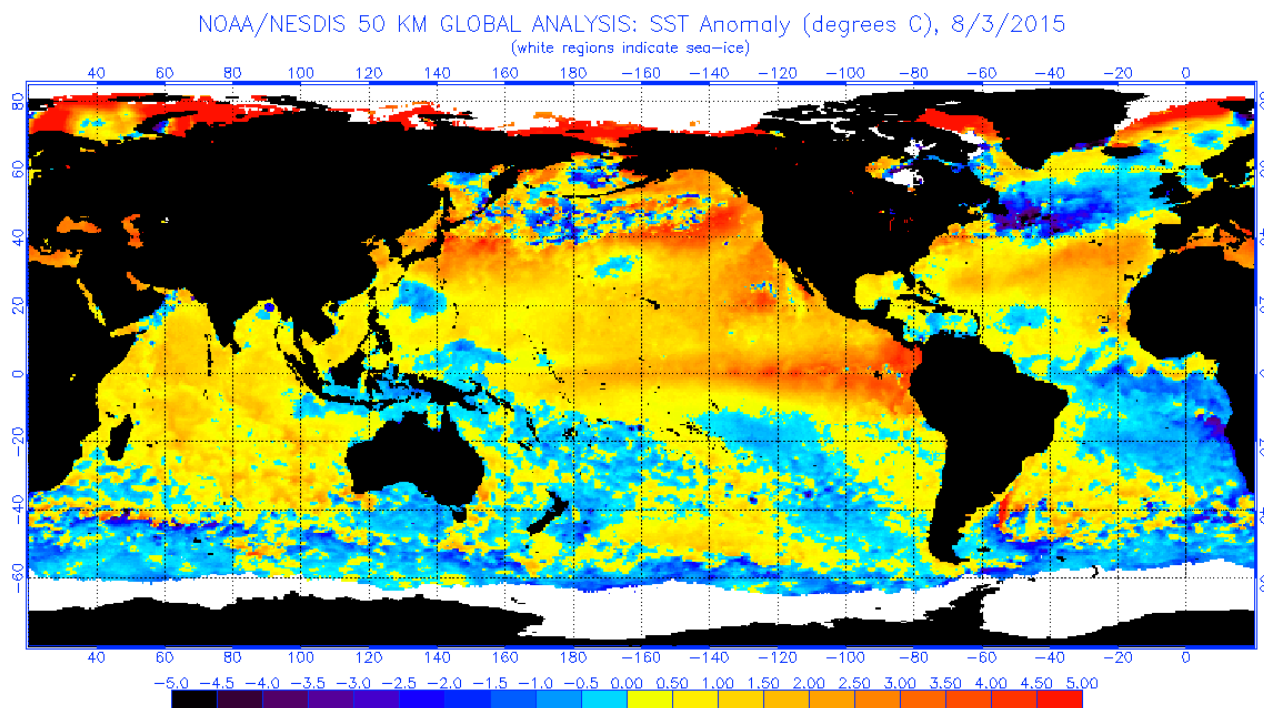 NOAA/NESDIS 50 KM GLOBAL ANALYSIS: SST Anomaly (degrees C), 8/3/2015
(white regions indicate sea-ice)
40 60 80 100 120 140 160 180 -160 -140 -120 -100 -80 -60 -40 -20 0
80
60
40
20
0
-20
-40
-60
40 60 80 100 120 140 160 180 -160 -140 -120 -100 -80 -60 -40 -20 0
-5.0 -4.5 -4.0 -3.5 -3.0 -2.5 -2.0 -1.5 -1.0 -0.5 0.00 0.50 1.00 1.50 2.00 2.50 3.00 3.50 4.00 4.50 5.00